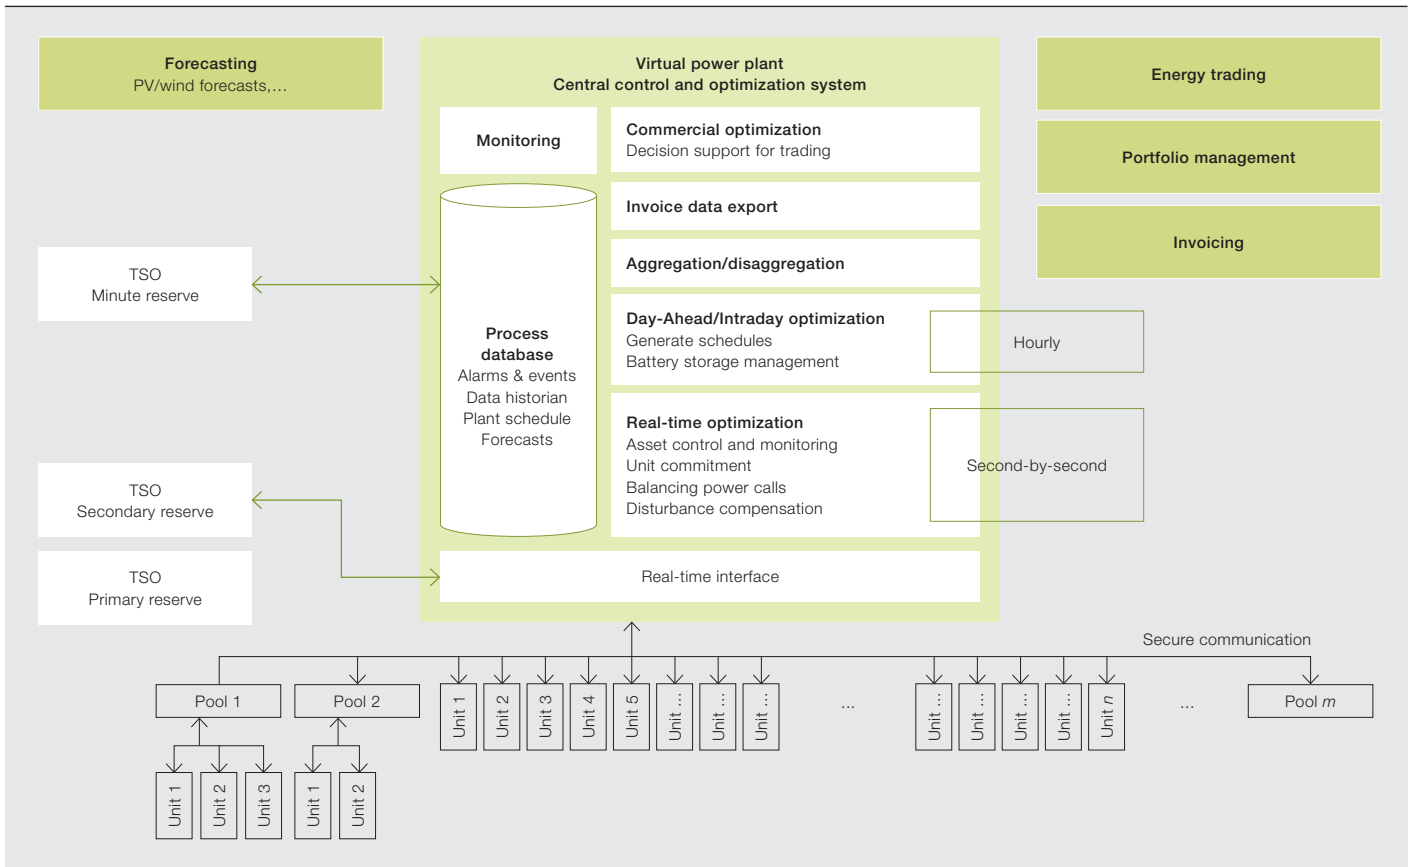 Forecasting
PV/wind forecasts,...
Virtual power plant
Central control and optimization system
Energy trading
Portfolio management
Invoicing
Monitoring
Commercial optimization
Decision support for trading
Invoice data export
Aggregation/disaggregation
Day-Ahead/Intraday optimization
Generate schedules
Battery storage management
Hourly
Real-time optimization
Asset control and monitoring
Unit commitment
Balancing power calls
Disturbance compensation
Second-by-second
Process
database
Alarms & events
Data historian
Plant schedule
Forecasts
TSO
Minute reserve
TSO
Secondary reserve
TSO
Primary reserve
Real-time interface
Secure communication
Pool 1
Pool 2
Unit 1
Unit 2
Unit 3
Unit 4
Unit 5
Unit ...
Unit ...
Unit ...
...
Unit ...
Unit ...
Unit ...
Unit ...
Unit n
...
Pool m
Unit 1
Unit 2
Unit 3
Unit 1
Unit 2